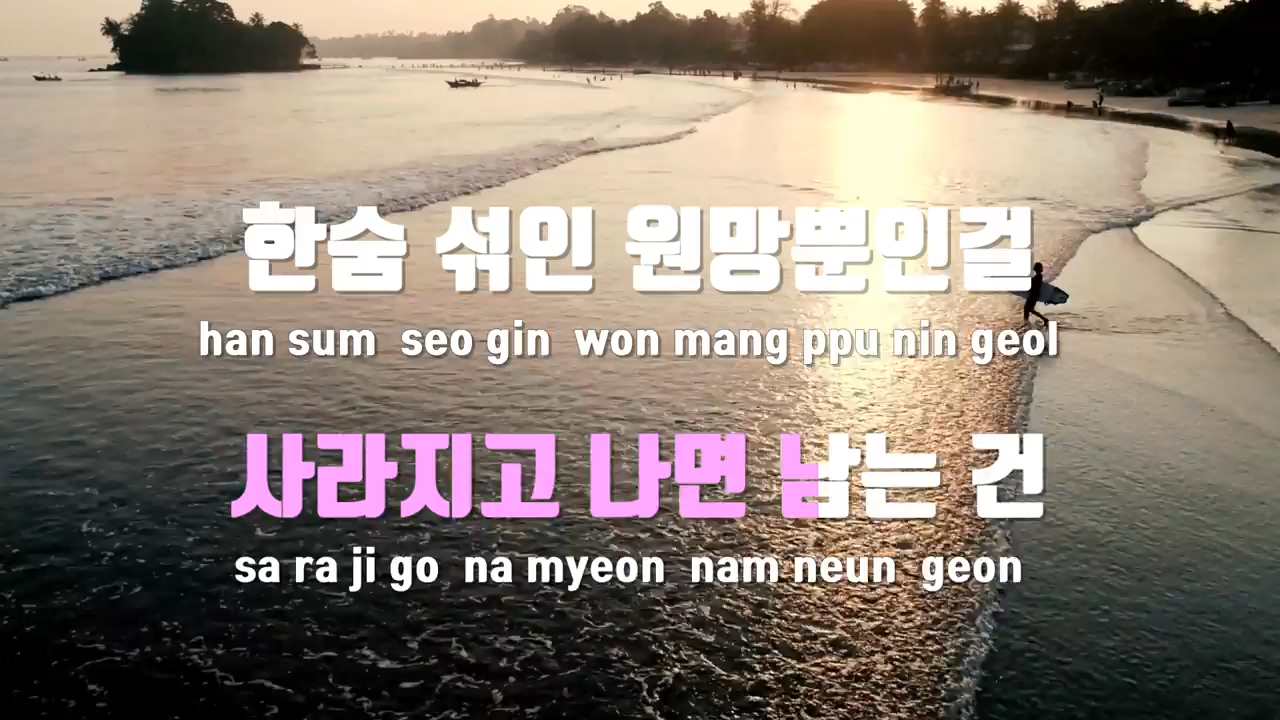 한숨 섞인 원망뿐인걸
han sum seo gin won mang ppu nin geol
사라지고 나면 남는 건
sa ra ji go na myeon nam neun geon